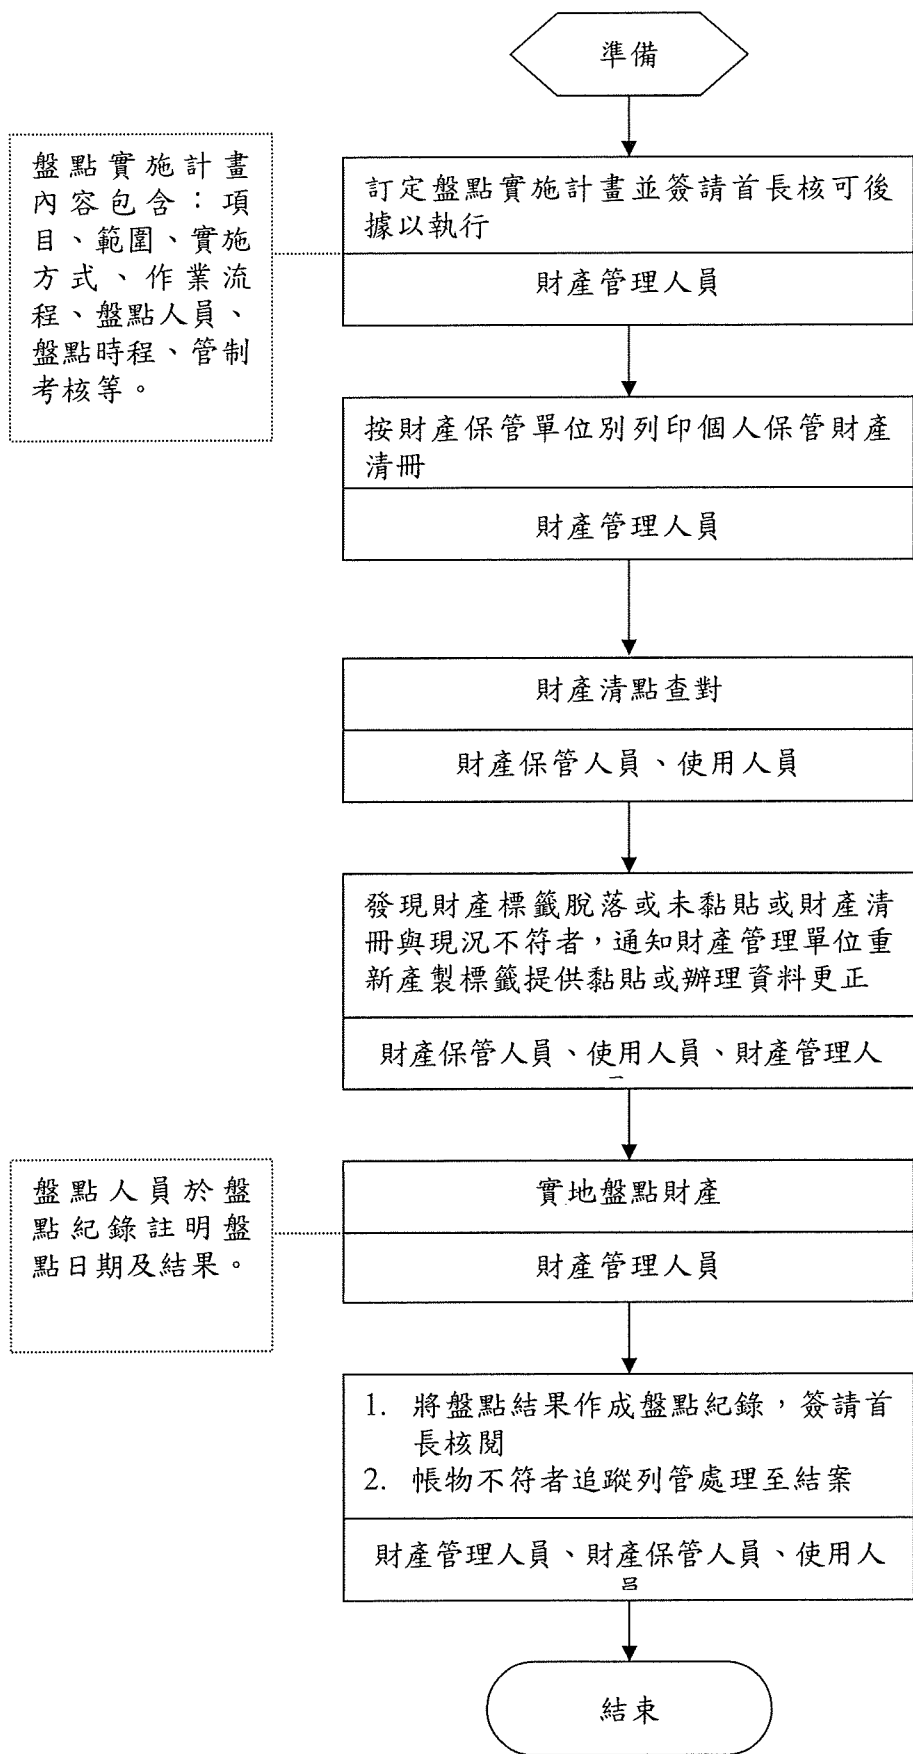 準備
盤點實施計畫
內容包含：項
目、範圍、實施
方式、作業流
程、盤點人員、
盤點時程、管制
考核等。
訂定盤點實施計畫並簽請首長核可後
據以執行
財產管理人員
按財產保管單位別列印個人保管財產
清冊
財產管理人員
財產清點查對
財產保管人員、使用人員
發現財產標籤脫落或未黏貼或財產清
冊與現況不符者，通知財產管理單位重
新產製標籤提供黏貼或辦理資料更正
財產保管人員、使用人員、財產管理人
盤點人員於盤
點紀錄註明盤
點日期及結果。
實地盤點財產
財產管理人員
1. 將盤點結果作成盤點紀錄，簽請首
長核閱
2. 帳物不符者追蹤列管處理至結案
財產管理人員、財產保管人員、使用人
結束